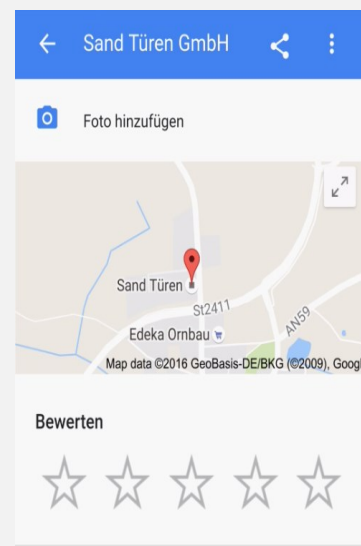 Sand Türen GmbH
Foto hinzufügen
Sand Türen
St2411
Edeka Ornbau
AN59
Map data ©2016 GeoBasis-DE/BKG (©2009), Googl
Bewerten